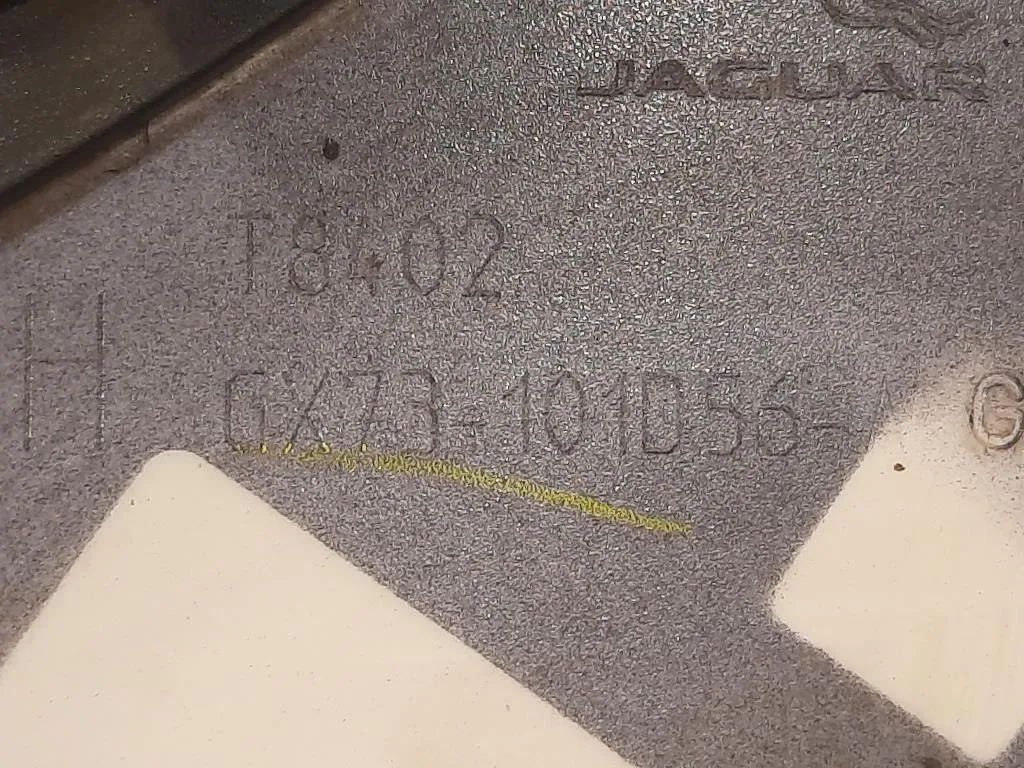 JAGUAR
T8402
H
GX73-101D56-A G